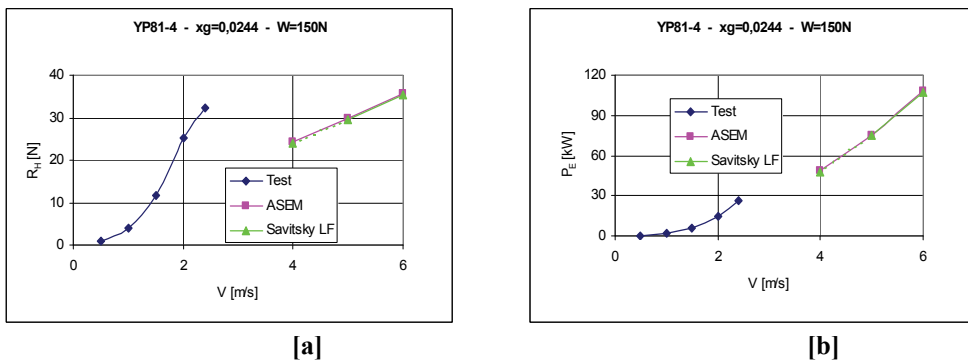 YP81-4 - xg=0,0244 - W=150N
40
30
20
10
0
R_H [N]
Test
ASEM
Savitsky LF
0 2 4 6
V [m/s]
[a]
YP81-4 - xg=0,0244 - W=150N
120
90
60
30
0
P_E [kW]
Test
ASEM
Savitsky LF
0 2 4 6
V [m/s]
[b]